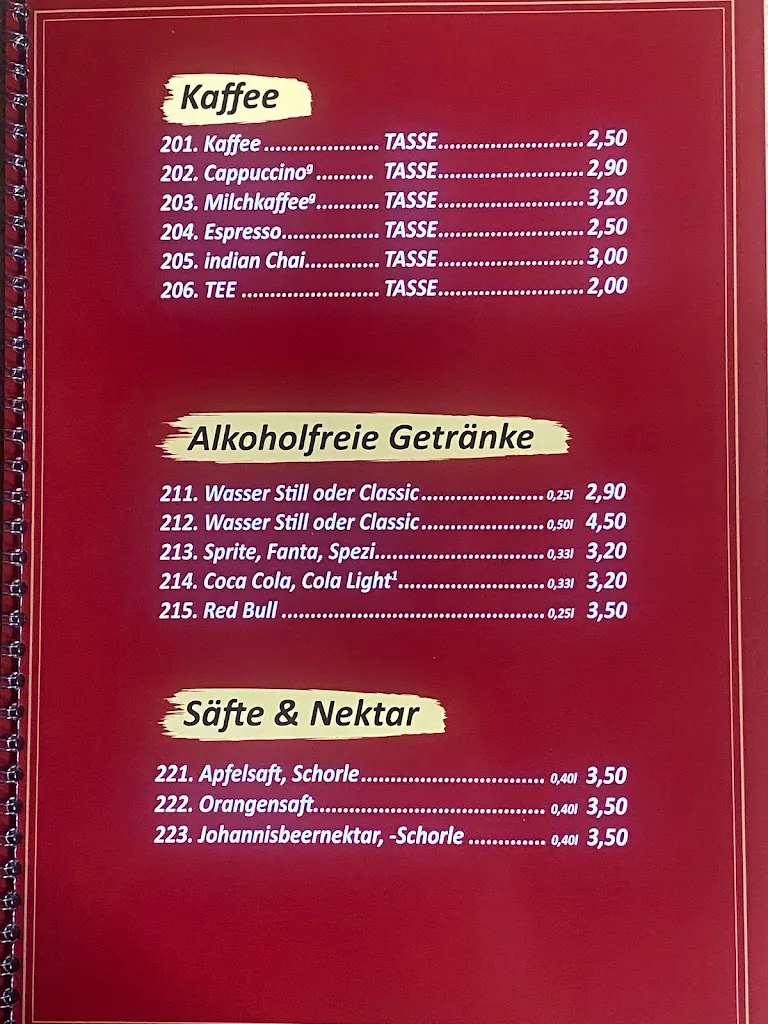 Kaffee
201. Kaffee .................... TASSE......................... 2,50
202. Cappuccinog .......... TASSE......................... 2,90
203. Milchkaffeeg........... TASSE......................... 3,20
204. Espresso................. TASSE......................... 2,50
205. indian Chai............. TASSE......................... 3,00
206. TEE ........................ TASSE......................... 2,00
Alkoholfreie Getränke
211. Wasser Still oder Classic ..................... 0,25l 2,90
212. Wasser Still oder Classic ..................... 0,50l 4,50
213. Sprite, Fanta, Spezi............................. 0,33l 3,20
214. Coca Cola, Cola Light1......................... 0,33l 3,20
215. Red Bull .............................................. 0,25l 3,50
Säfte & Nektar
221. Apfelsaft, Schorle ................................ 0,40l 3,50
222. Orangensaft........................................ 0,40l 3,50
223. Johannisbeernektar, -Schorle ............. 0,40l 3,50